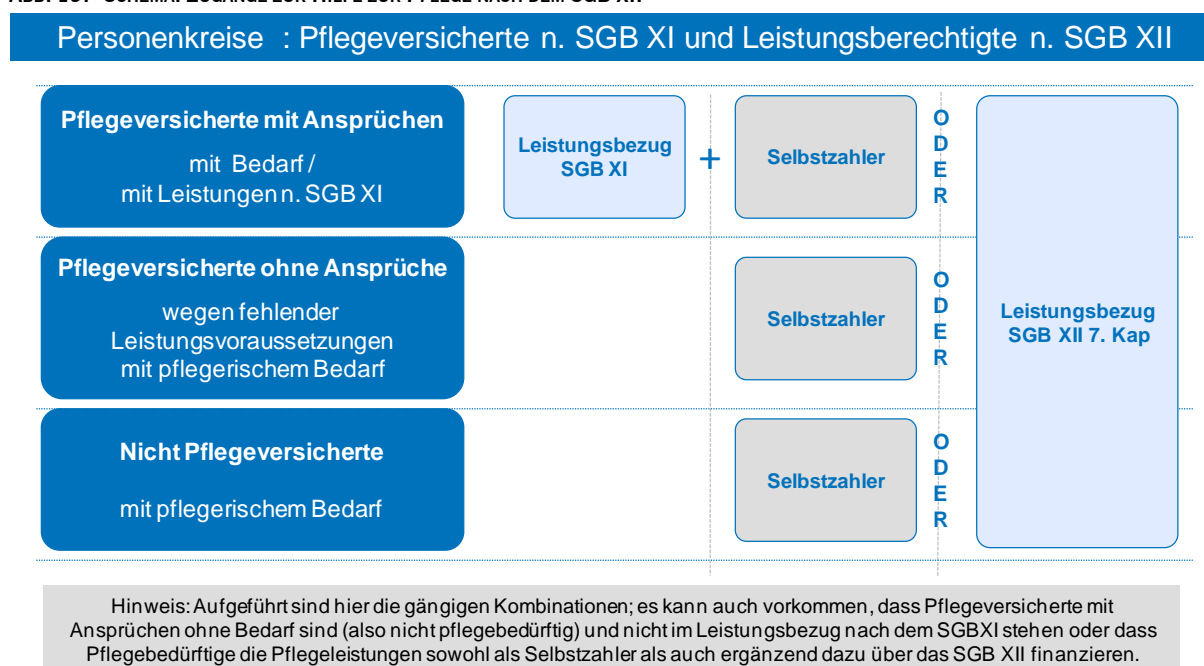 Personenkreise : Pflegeversicherte n. SGB XI und Leistungsberechtigte n. SGB XII
Pflegeversicherte mit Ansprüchen
mit Bedarf /
mit Leistungen n. SGB XI
Leistungsbezug
SGB XI
+
Selbstzahler
O
D
E
R
Pflegeversicherte ohne Ansprüche
wegen fehlender
Leistungsvoraussetzungen
mit pflegerischem Bedarf
Selbstzahler
O
D
E
R
Leistungsbezug
SGB XII 7. Kap
Nicht Pflegeversicherte
mit pflegerischem Bedarf
Selbstzahler
O
D
E
R
Hinweis: Aufgeführt sind hier die gängigen Kombinationen; es kann auch vorkommen, dass Pflegeversicherte mit
Ansprüchen ohne Bedarf sind (also nicht pflegebedürftig) und nicht im Leistungsbezug nach dem SGBXI stehen oder dass
Pflegebedürftige die Pflegeleistungen sowohl als Selbstzahler als auch ergänzend dazu über das SGB XII finanzieren.